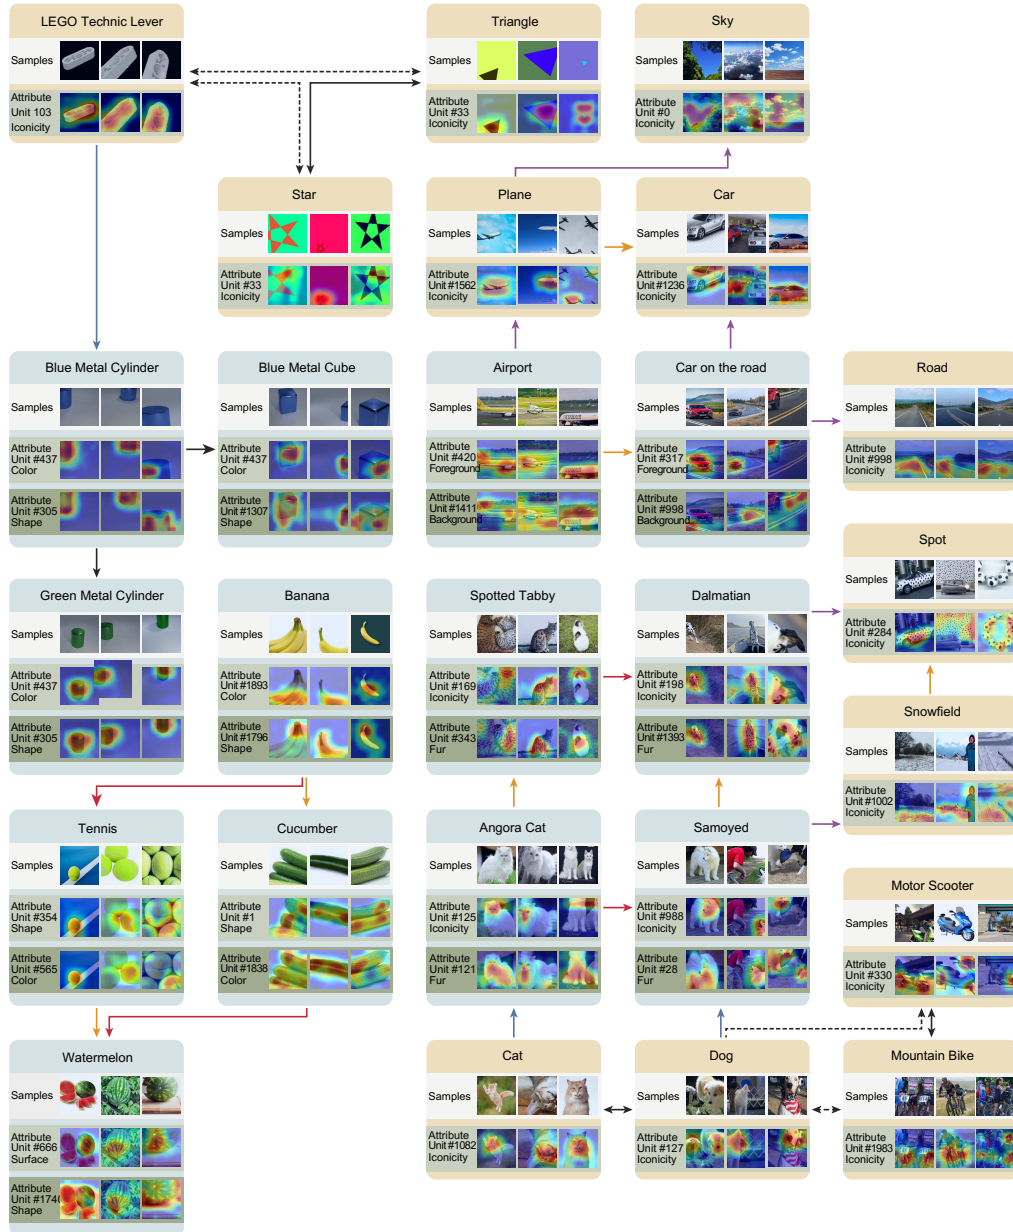 LEGO Technic Lever
Samples
Attribute
Unit 103
Iconicity
Triangle
Samples
Attribute
Unit #33
Iconicity
Sky
Samples
Attribute
Unit #0
Iconicity
Star
Samples
Attribute
Unit #33
Iconicity
Plane
Samples
Attribute
Unit #1562
Iconicity
Car
Samples
Attribute
Unit #1236
Iconicity
Blue Metal Cylinder
Samples
Attribute
Unit #437
Color
Attribute
Unit #305
Shape
Blue Metal Cube
Samples
Attribute
Unit #437
Color
Attribute
Unit #1307
Shape
Airport
Samples
Attribute
Unit #420
Foreground
Attribute
Unit #1411
Background
Car on the road
Samples
Attribute
Unit #317
Foreground
Attribute
Unit #998
Background
Road
Samples
Attribute
Unit #998
Iconicity
Spot
Samples
Attribute
Unit #284
Iconicity
Green Metal Cylinder
Samples
Attribute
Unit #437
Color
Attribute
Unit #305
Shape
Banana
Samples
Attribute
Unit #1893
Color
Attribute
Unit #1796
Shape
Spotted Tabby
Samples
Attribute
Unit #169
Iconicity
Attribute
Unit #343
Fur
Dalmatian
Samples
Attribute
Unit #198
Iconicity
Attribute
Unit #1393
Fur
Snowfield
Samples
Attribute
Unit #1002
Iconicity
Tennis
Samples
Attribute
Unit #354
Shape
Attribute
Unit #565
Color
Cucumber
Samples
Attribute
Unit #1
Shape
Attribute
Unit #1838
Color
Angora Cat
Samples
Attribute
Unit #125
Iconicity
Attribute
Unit #121
Fur
Samoyed
Samples
Attribute
Unit #988
Iconicity
Attribute
Unit #28
Fur
Motor Scooter
Samples
Attribute
Unit #330
Iconicity
Watermelon
Samples
Attribute
Unit #666
Surface
Attribute
Unit #1740
Shape
Cat
Samples
Attribute
Unit #1082
Iconicity
Dog
Samples
Attribute
Unit #127
Iconicity
Mountain Bike
Samples
Attribute
Unit #1983
Iconicity